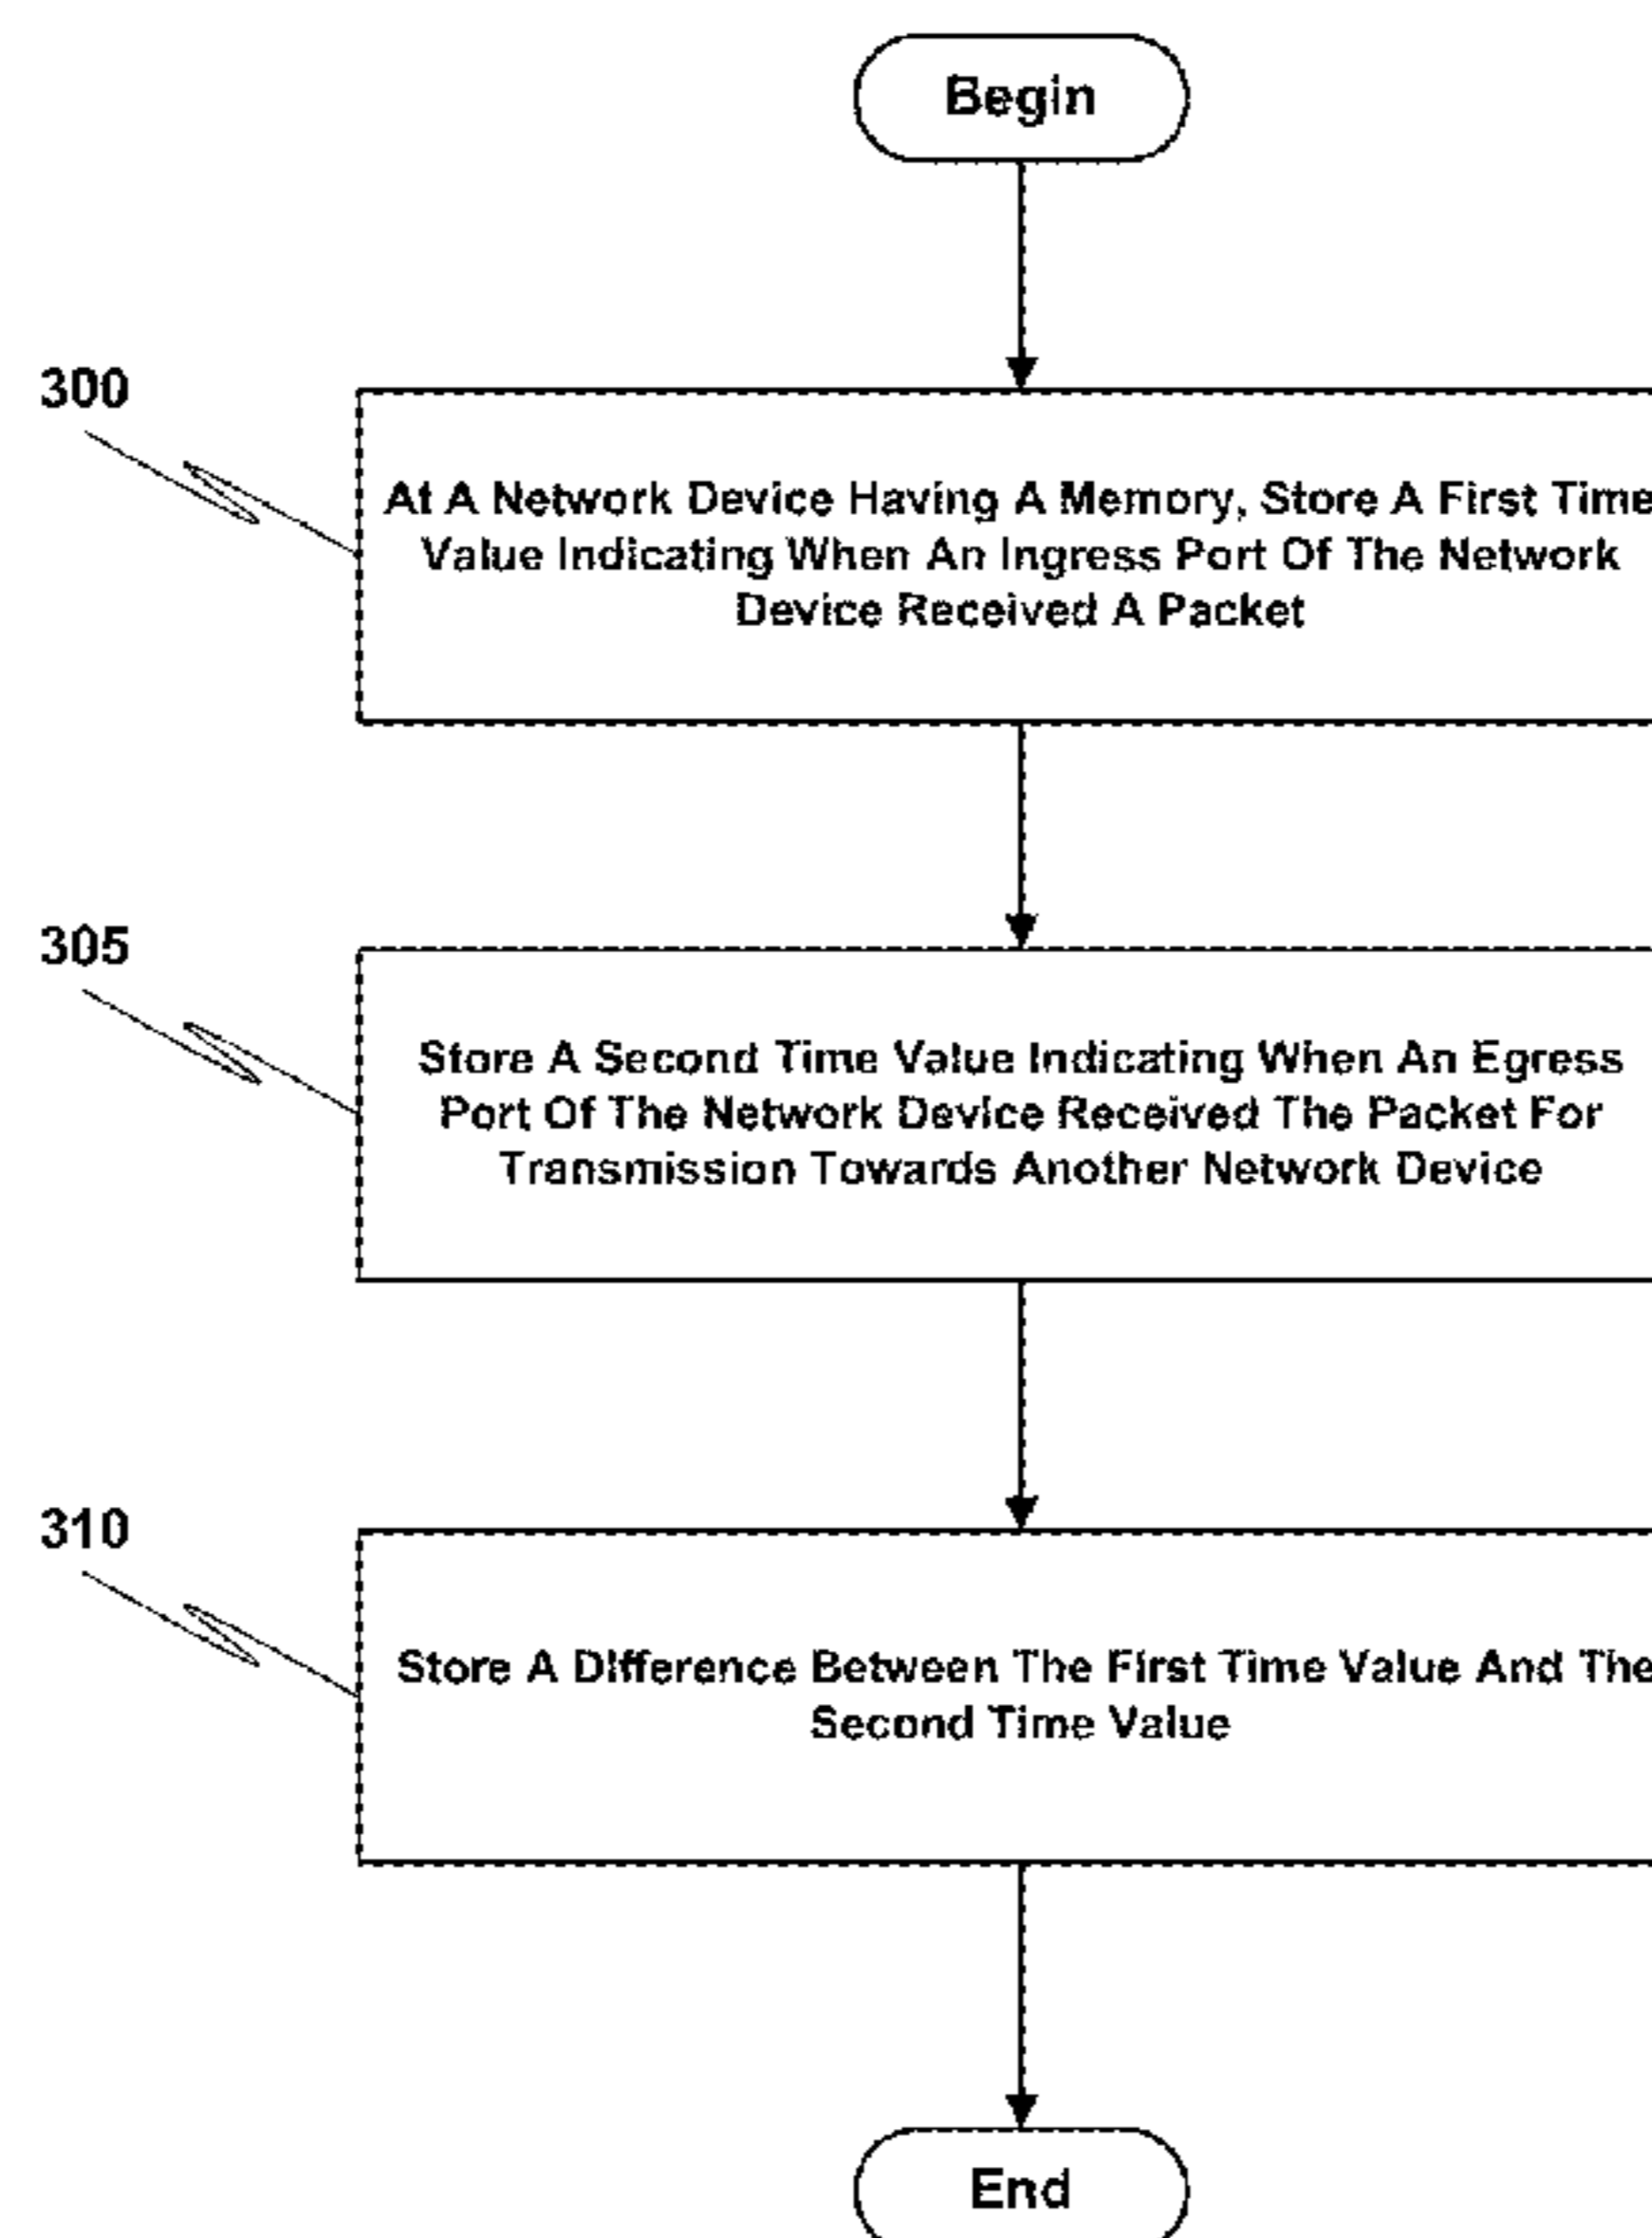 Begin
300
At A Network Device Having A Memory, Store A First Time
Value Indicating When An Ingress Port Of The Network
Device Received A Packet
305
Store A Second Time Value Indicating When An Egress
Port Of The Network Device Received The Packet For
Transmission Towards Another Network Device
310
Store A Difference Between The First Time Value And The
Second Time Value
End